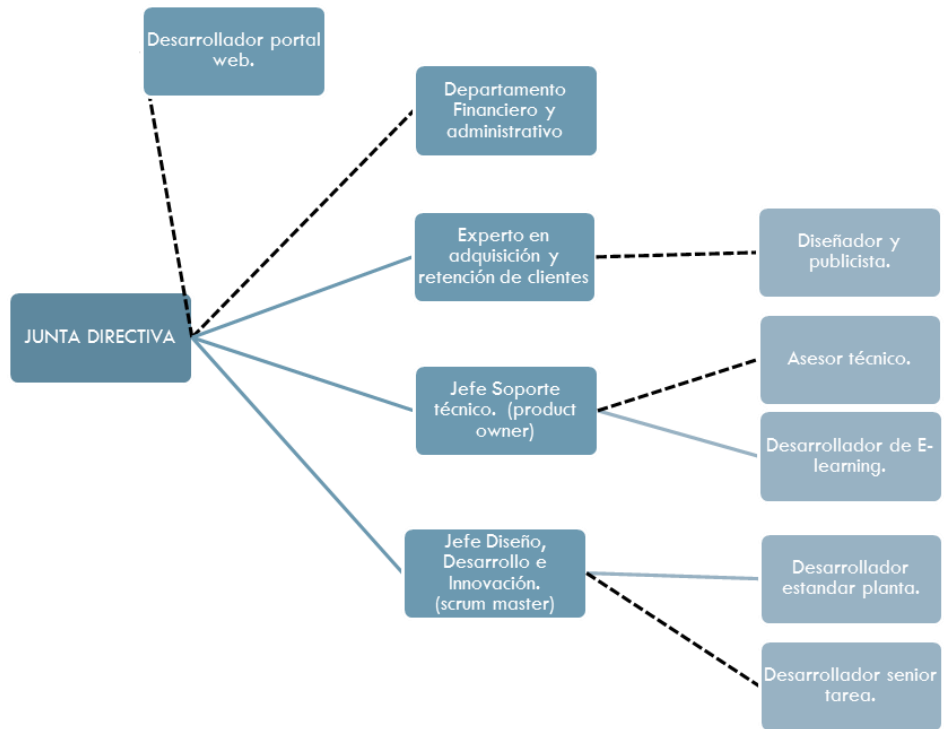 Desarrollador portal
web.
Departamento
Financiero y
administrativo
Experto en
adquisición y
retención de clientes
Diseñador y
publicista.
JUNTA DIRECTIVA
Asesor técnico.
Jefe Soporte
técnico. (product
owner)
Desarrollador de E-
learning.
Jefe Diseño,
Desarrollo e
Innovación.
(scrum master)
Desarrollador
estandar planta.
Desarrollador senior
tarea.